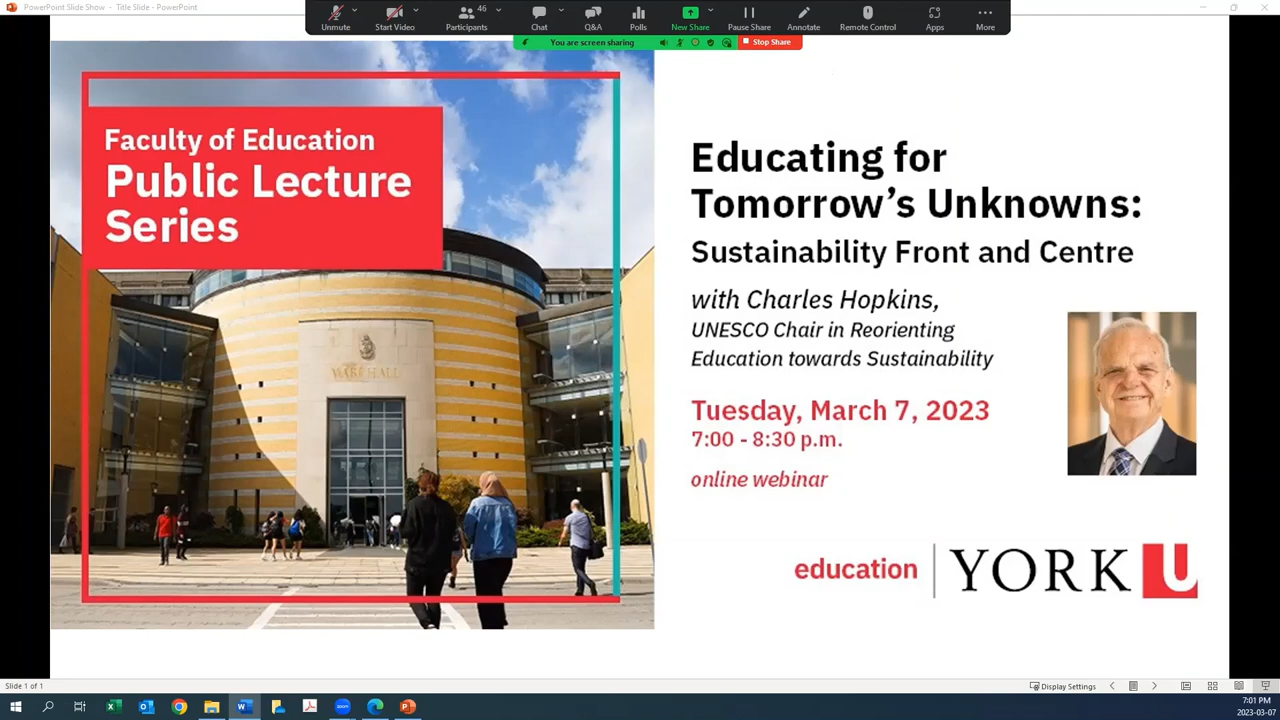 PowerPoint Slide Show - Title Slide - PowerPoint
Unmute
Start Video
46
Participants
Chat
Q&A
Polls
New Share
Pause Share
Annotate
Remote Control
Apps
More
You are screen sharing
Stop Share
Faculty of Education
Public Lecture
Series
VARI HALL
Educating for
Tomorrow's Unknowns:
Sustainability Front and Centre
with Charles Hopkins,
UNESCO Chair in Reorienting
Education towards Sustainability
Tuesday, March 7, 2023
7:00 - 8:30 p.m.
online webinar
education
YORK U
Slide 1 of 1
Display Settings
7:01 PM
2023-03-07